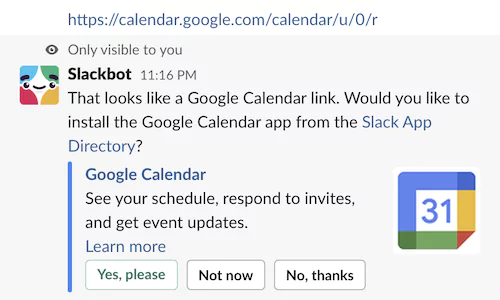 https://calendar.google.com/calendar/u/0/r
Only visible to you
Slackbot 11:16 PM
That looks like a Google Calendar link. Would you like to
install the Google Calendar app from the Slack App
Directory?
Google Calendar
See your schedule, respond to invites,
and get event updates.
31
Learn more
Yes, please Not now No, thanks